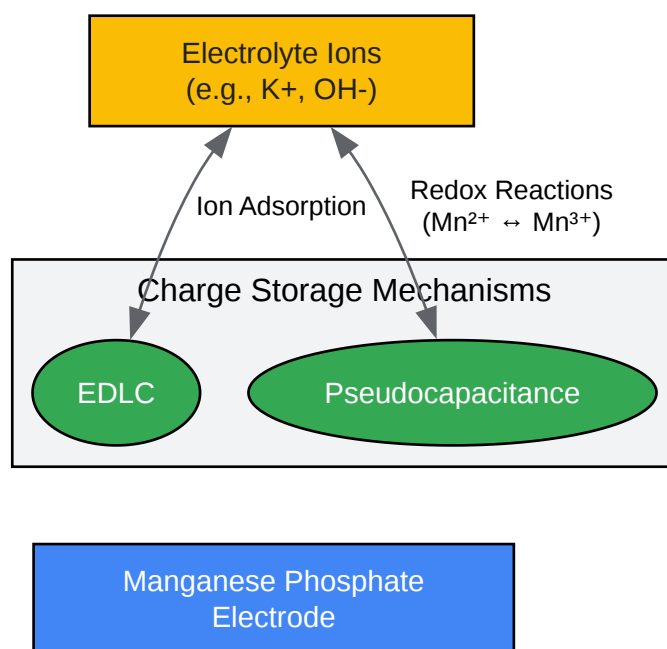 Electrolyte Ions
(e.g., K+, OH-)
Ion Adsorption
Redox Reactions
(Mn²⁺ ↔ Mn³⁺)
Charge Storage Mechanisms
EDLC
Pseudocapacitance
Manganese Phosphate
Electrode